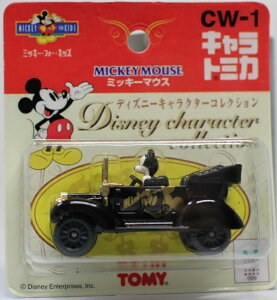 MICKEY FOR KIDS
ミッキー・フォー・キッズ
CW-1
キャラ
トミカ
MICKEY MOUSE
ミッキーマウス
ディズニーキャラクターコレクション
Disney character
collection
© Disney Enterprises, Inc.
TOMY